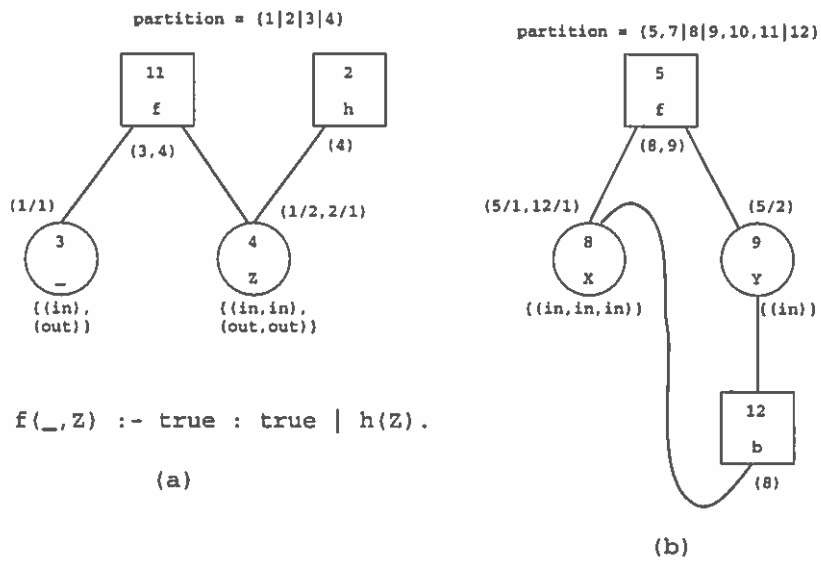 partition = (1|2|3|4)
11
f
2
h
(3,4)
(4)
(1/1)
(1/2,2/1)
3
_
4
Z
{(in),
(out)}
{(in,in),
(out,out)}
f(_,Z) :- true : true | h(Z).
(a)
partition = {5,7|8|9,10,11|12}
5
f
(8,9)
(5/1,12/1)
(5/2)
8
X
9
Y
{(in,in,in)}
{(in)}
12
b
(8)
(b)